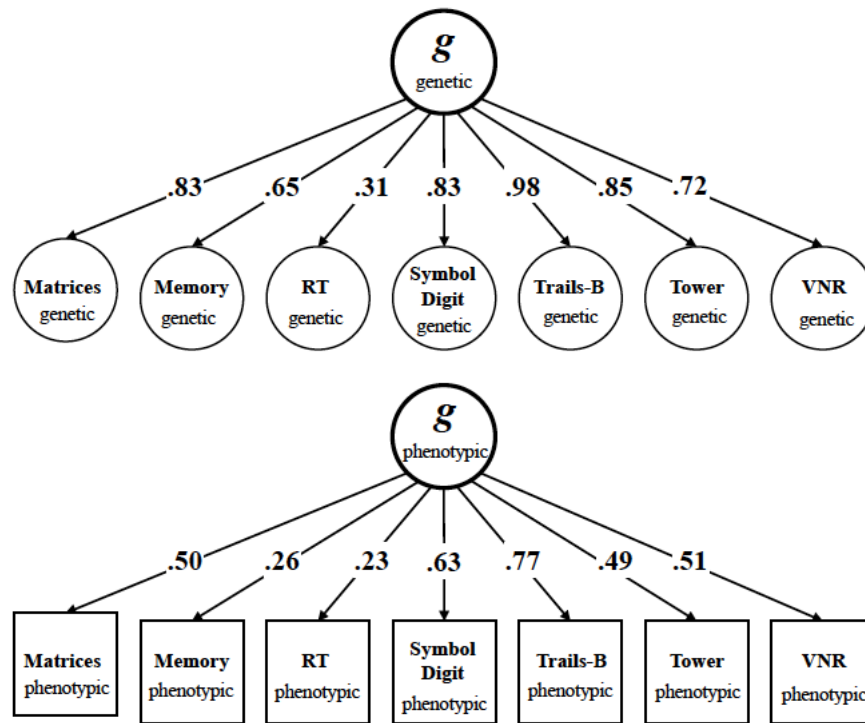 g
genetic
.83 .65 .31 .83 .98 .85 .72
Matrices Memory RT Symbol Digit Trails-B Tower VNR
genetic genetic genetic genetic genetic genetic genetic
g
phenotypic
.50 .26 .23 .63 .77 .49 .51
Matrices Memory RT Symbol Digit Trails-B Tower VNR
phenotypic phenotypic phenotypic phenotypic phenotypic phenotypic phenotypic